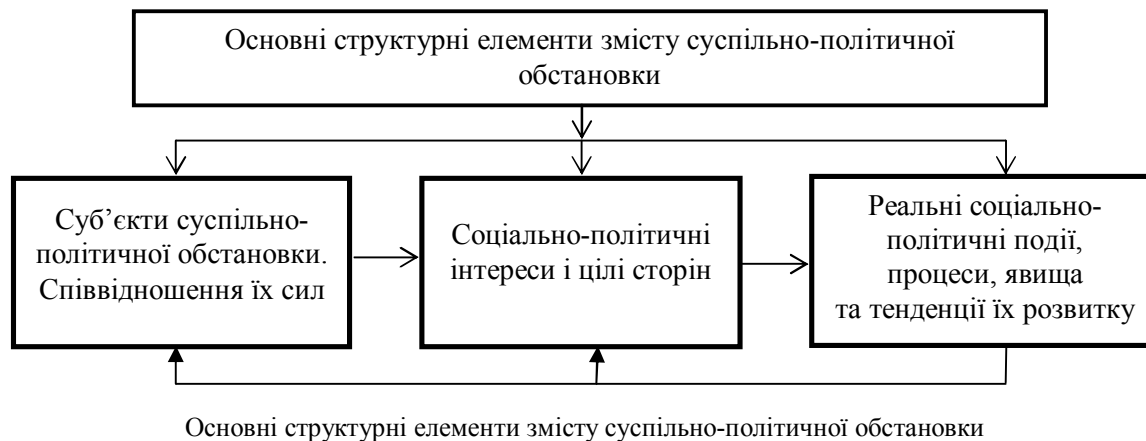 Основні структурні елементи змісту суспільно-політичної
обстановки
Суб’єкти суспільно-
політичної обстановки.
Співвідношення їх сил
Соціально-політичні
інтереси і цілі сторін
Реальні соціально-
політичні події,
процеси, явища
та тенденції їх розвитку
Основні структурні елементи змісту суспільно-політичної обстановки